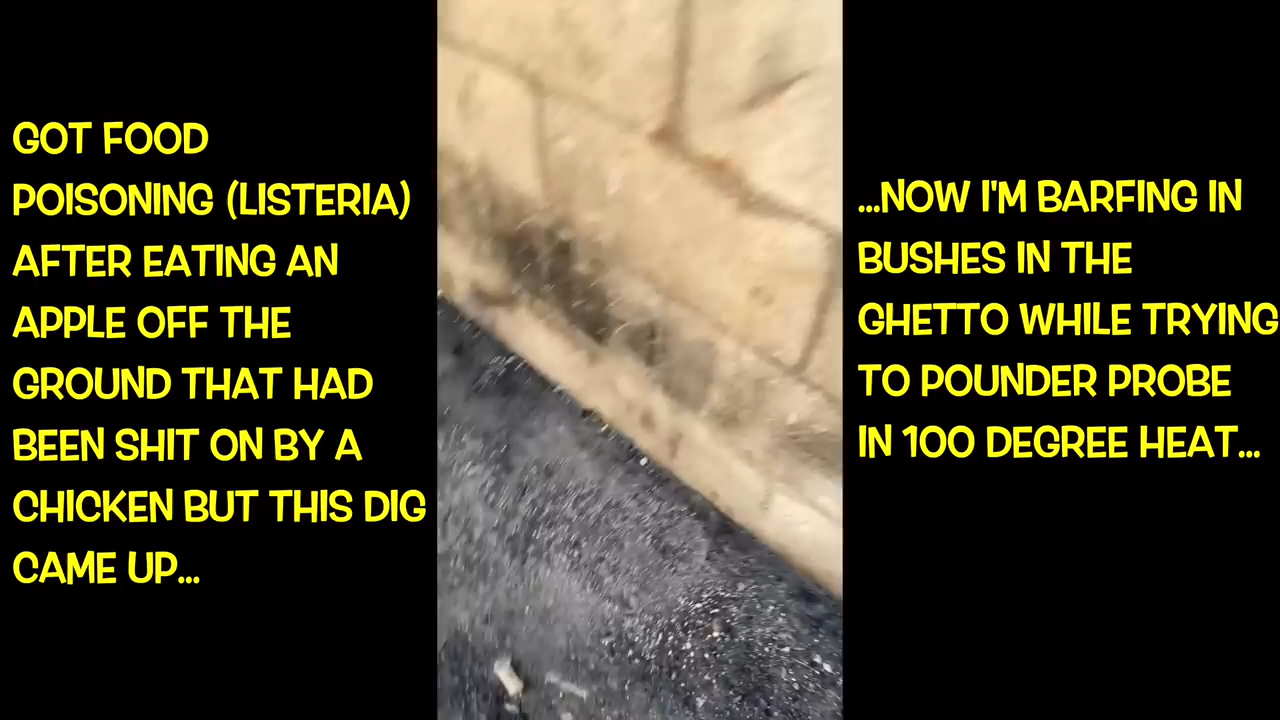 GOT FOOD
POISONING (LISTERIA)
AFTER EATING AN
APPLE OFF THE
GROUND THAT HAD
BEEN SHIT ON BY A
CHICKEN BUT THIS DIG
CAME UP...
...NOW I'M BARFING IN
BUSHES IN THE
GHETTO WHILE TRYING
TO POUNDER PROBE
IN 100 DEGREE HEAT...